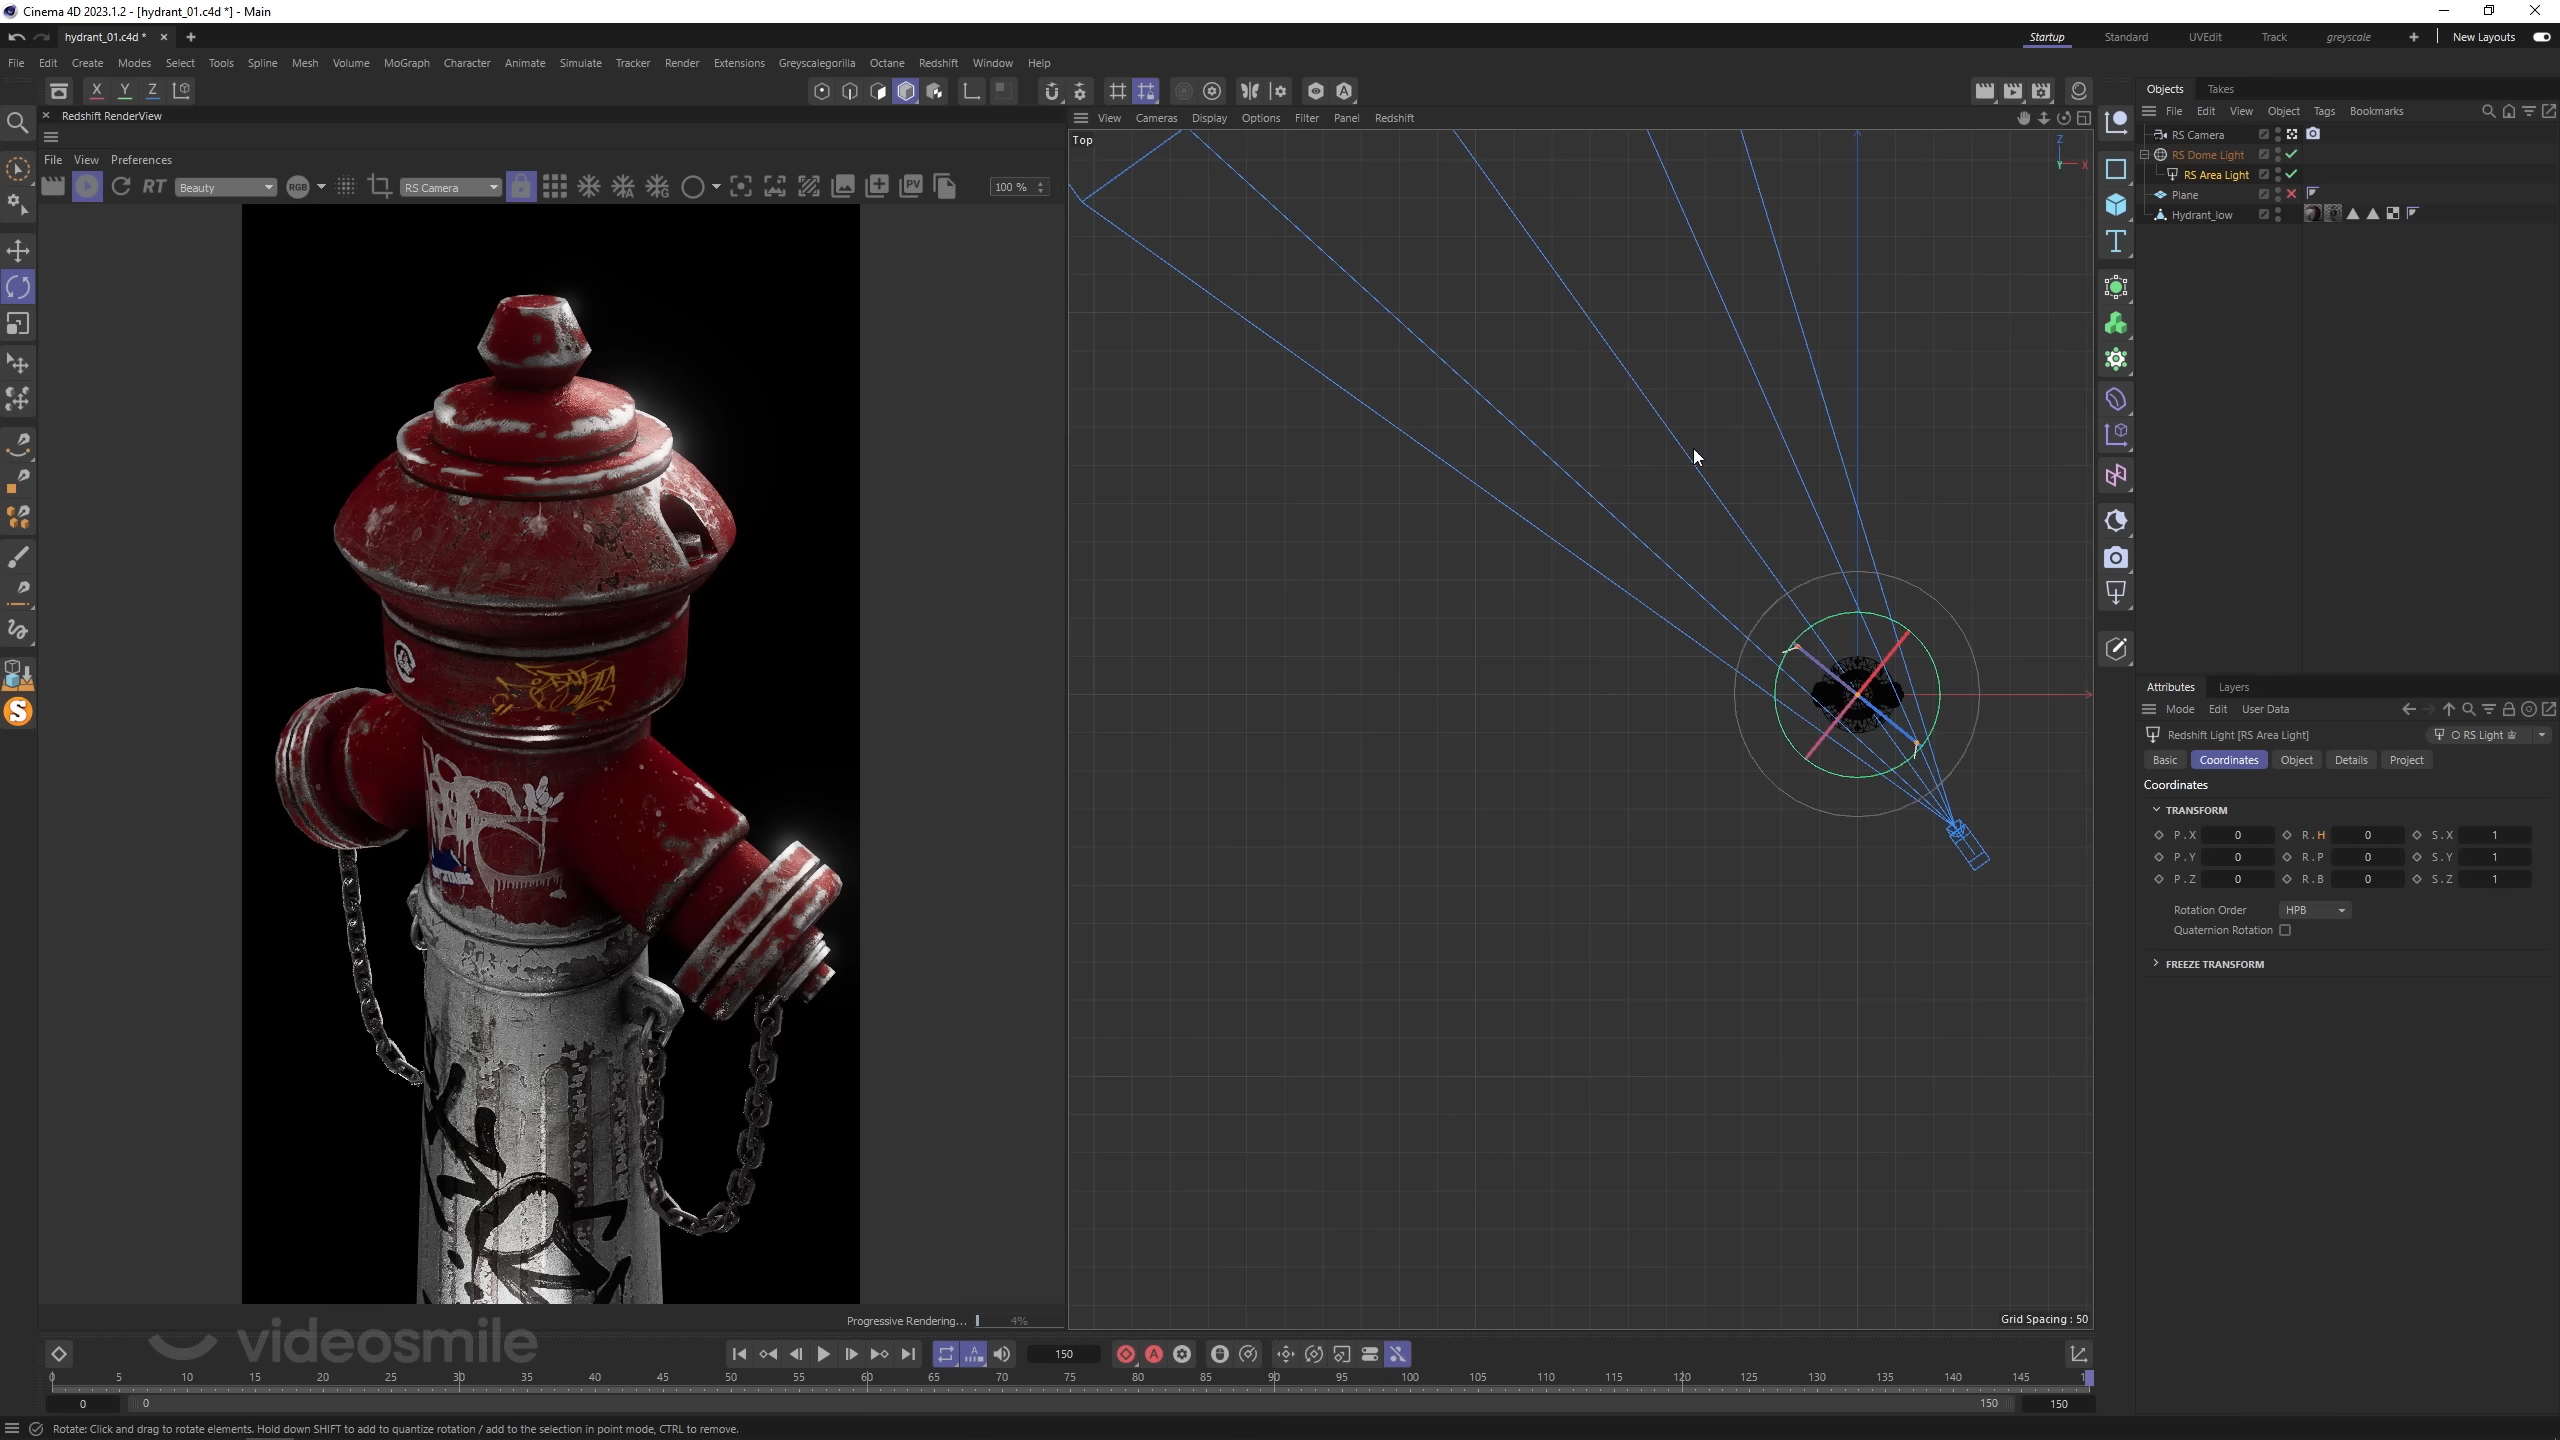 Cinema 4D 2023.1.2 - [hydrant_01.c4d *] - Main
hydrant_01.c4d *
Startup Standard UVEdit Track greyscale New Layouts
File Edit Create Modes Select Tools Spline Mesh Volume MoGraph Character Animate Simulate Tracker Render Extensions Greyscalegorilla Octane Redshift Window Help
X Y Z
Redshift RenderView
File View Preferences
RT Beauty RGB RS Camera PV 100 %
View Cameras Display Options Filter Panel Redshift
Top
Z
Y X
Grid Spacing : 50
Progressive Rendering... 4%
videosmile
Objects Takes
File Edit View Object Tags Bookmarks
RS Camera
RS Dome Light
RS Area Light
Plane
Hydrant_low
Attributes Layers
Mode Edit User Data
Redshift Light [RS Area Light] RS Light
Basic Coordinates Object Details Project
Coordinates
TRANSFORM
P.X 0 R.H 0 S.X 1
P.Y 0 R.P 0 S.Y 1
P.Z 0 R.B 0 S.Z 1
Rotation Order HPB
Quaternion Rotation
FREEZE TRANSFORM
150
0 5 10 15 20 25 30 35 40 45 50 55 60 65 70 75 80 85 90 95 100 105 110 115 120 125 130 135 140 145
0 0 150 150
Rotate: Click and drag to rotate elements. Hold down SHIFT to add to quantize rotation / add to the selection in point mode, CTRL to remove.